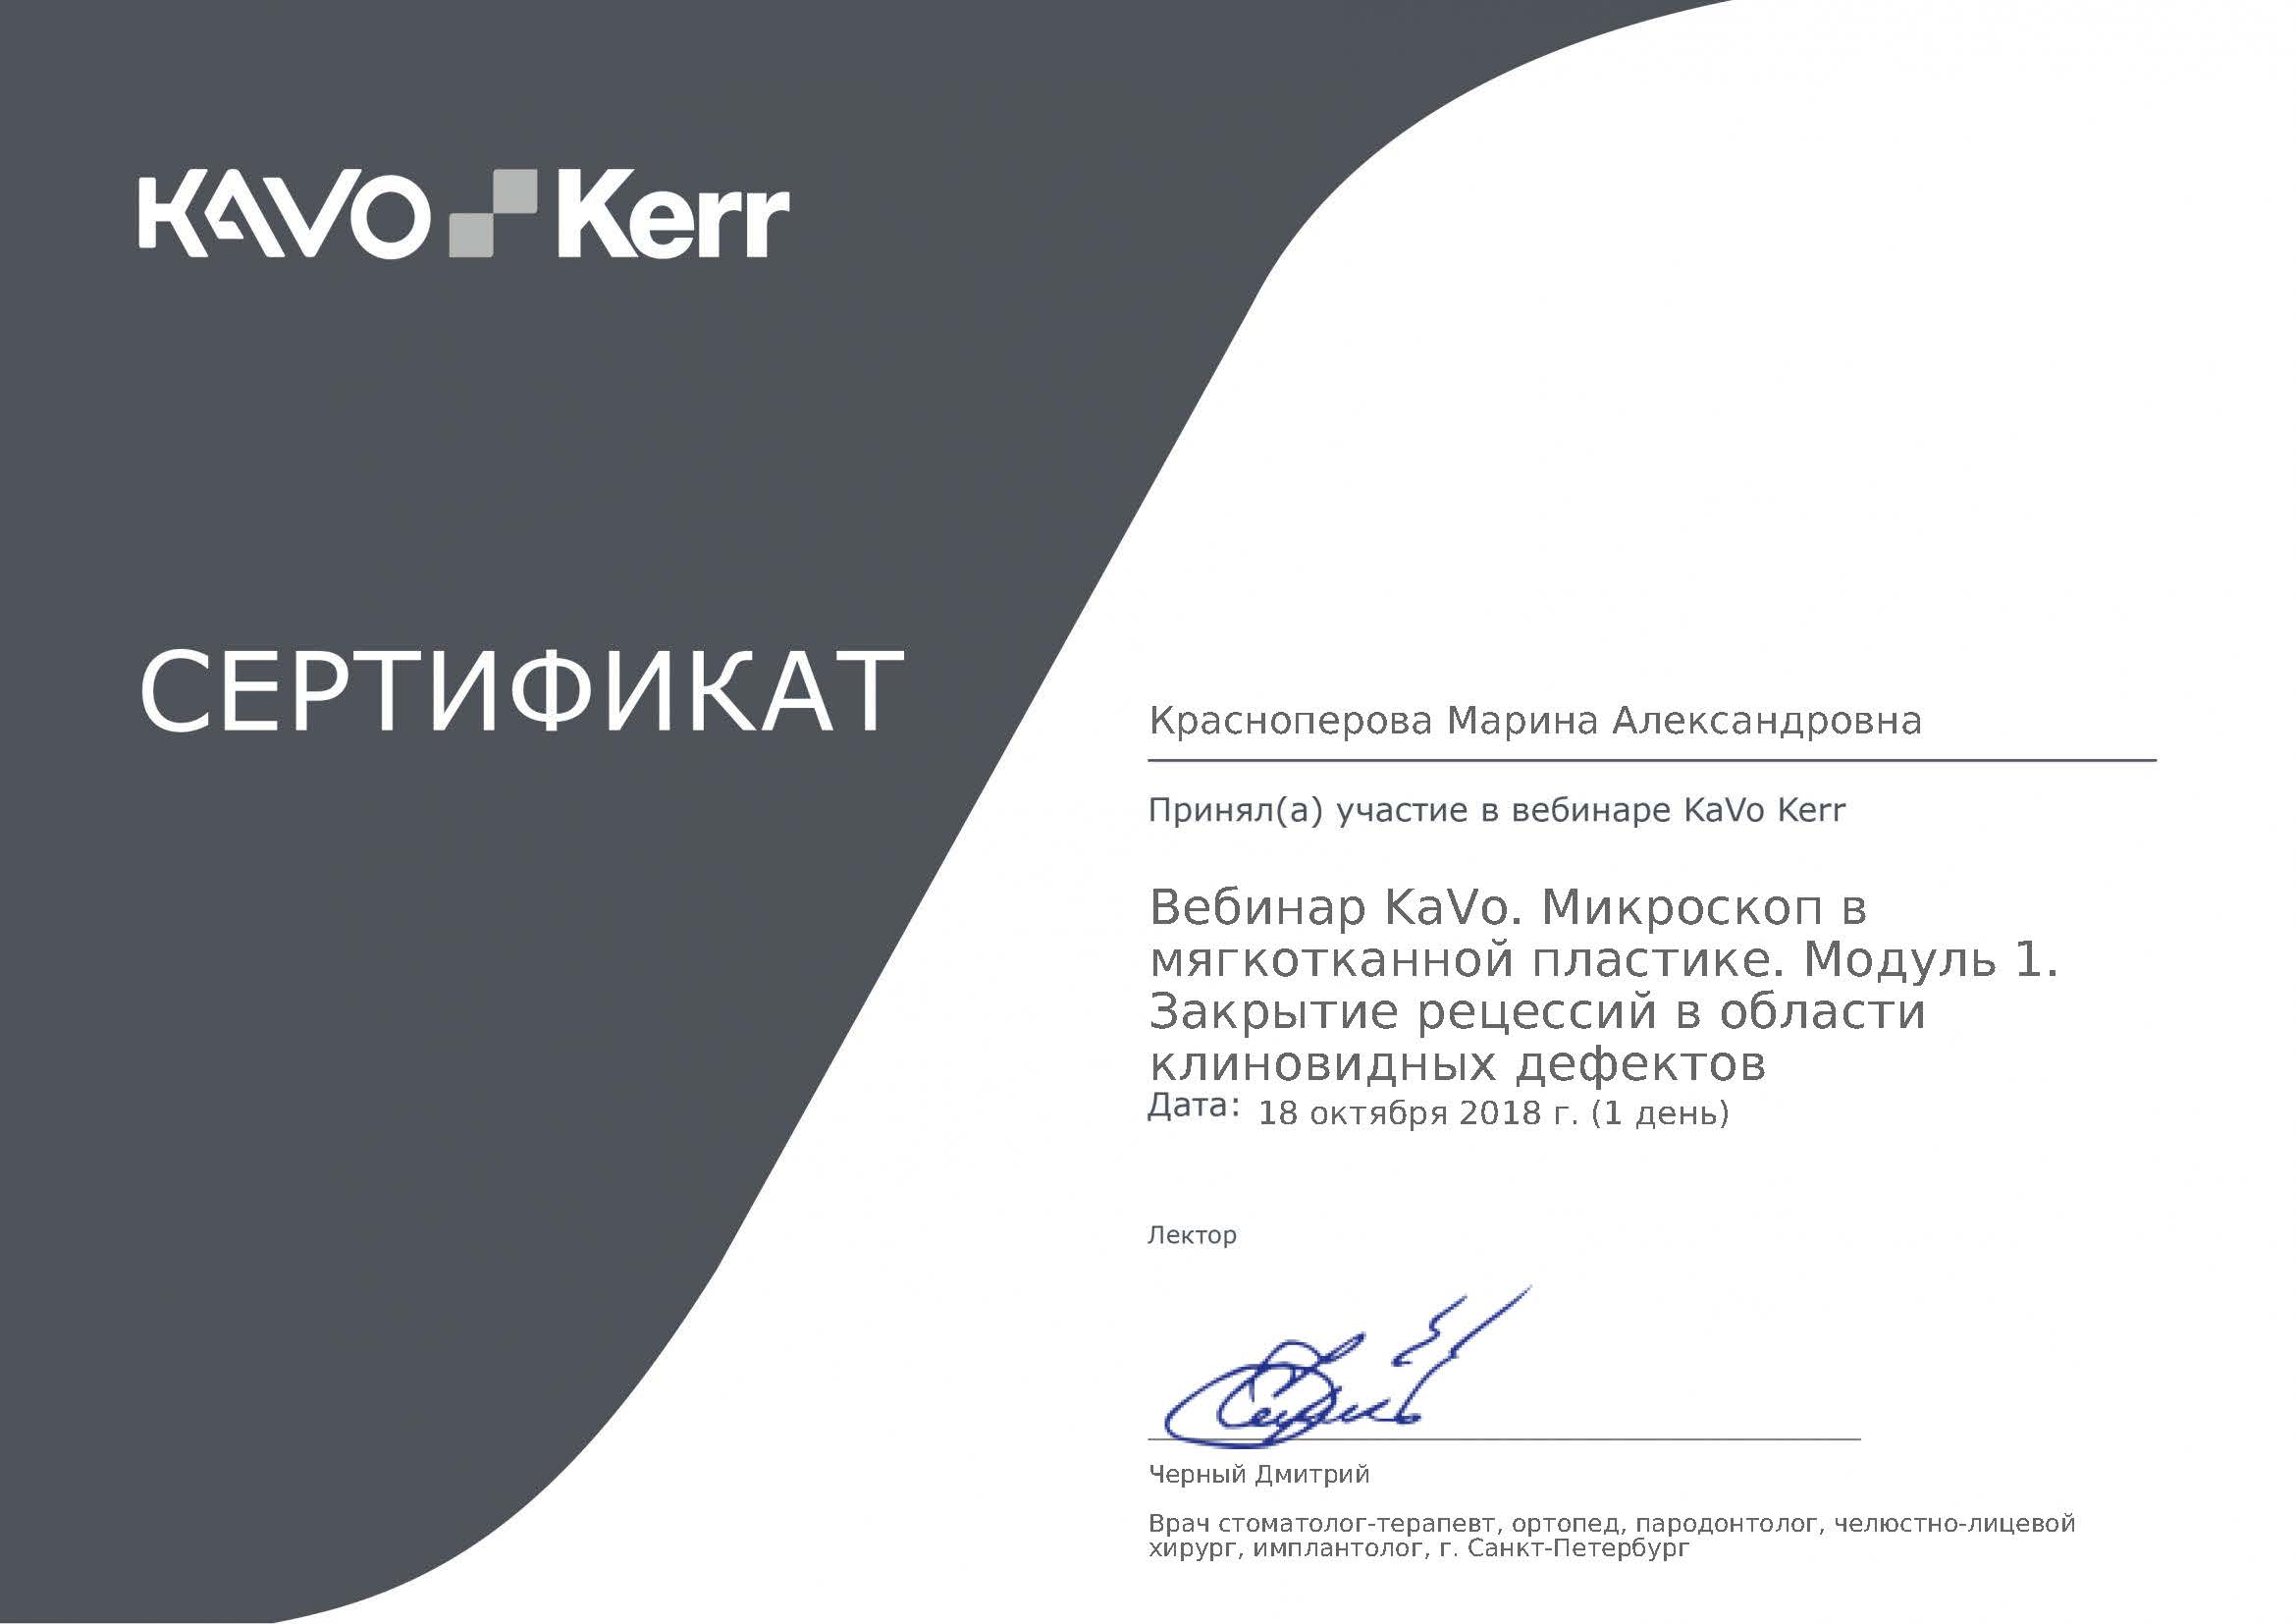 KAVO Kerr
СЕРТИФИКАТ
Красноперова Марина Александровна
Принял(а) участие в вебинаре KaVo Kerr
Вебинар KaVo. Микроскоп в
мягкотканной пластике. Модуль 1.
Закрытие рецессий в области
клиновидных дефектов
Дата: 18 октября 2018 г. (1 день)
Лектор
Черный Дмитрий
Врач стоматолог-терапевт, ортопед, пародонтолог, челюстно-лицевой
хирург, имплантолог, г. Санкт-Петербург